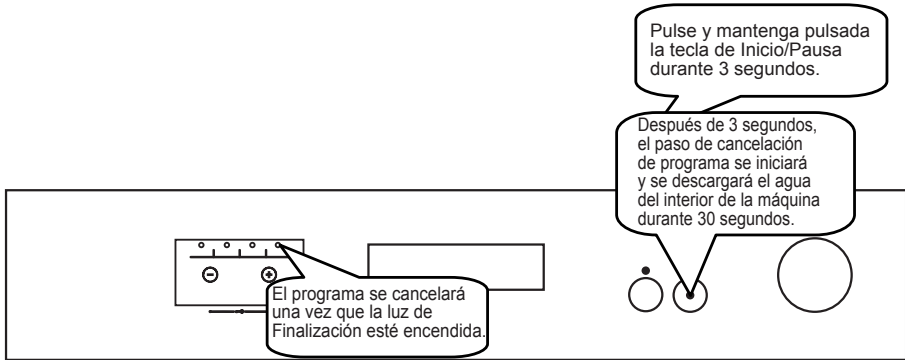 Pulse y mantenga pulsada
la tecla de Inicio/Pausa
durante 3 segundos.
Después de 3 segundos,
el paso de cancelación
de programa se iniciará
y se descargará el agua
del interior de la máquina
durante 30 segundos.
El programa se cancelará
una vez que la luz de
Finalización esté encendida.